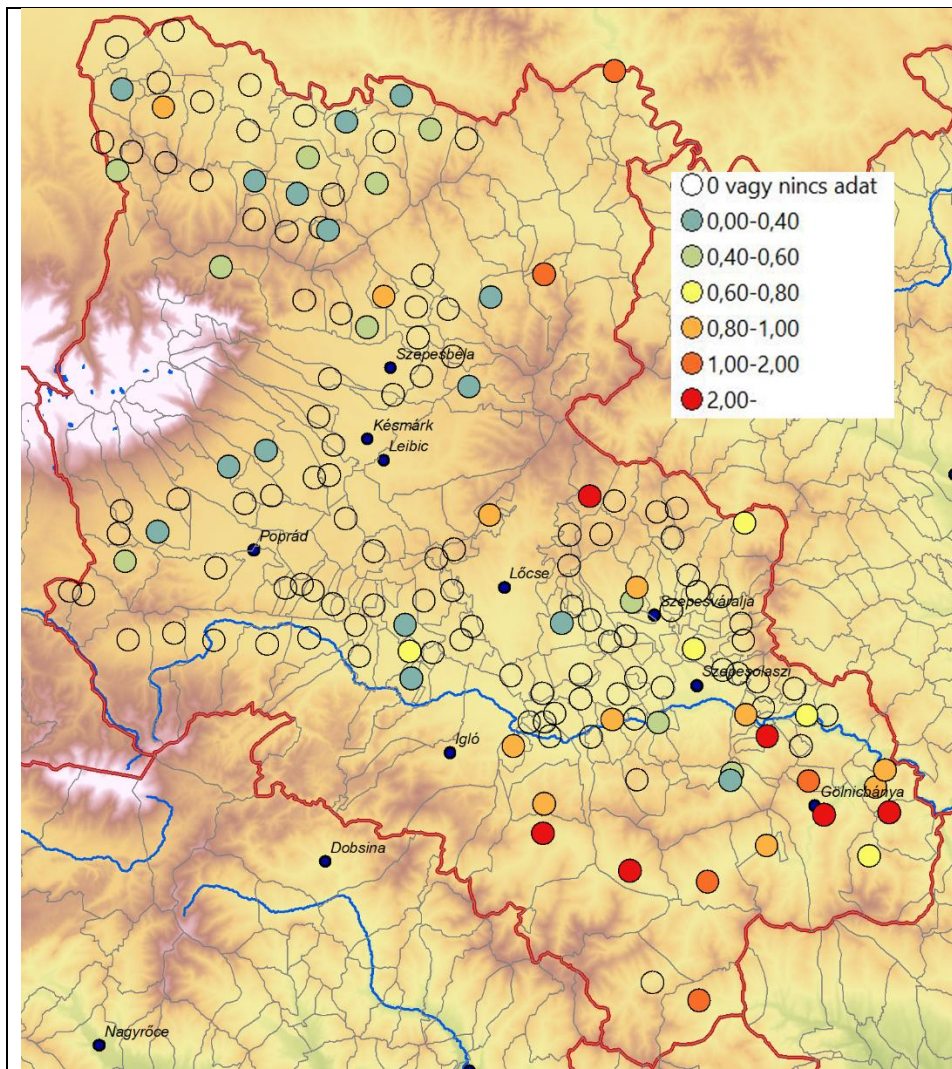 0 vagy nincs adat
0,00-0,40
0,40-0,60
0,60-0,80
0,80-1,00
1,00-2,00
2,00-
Szepesbéla
Késmárk
Leibic
Poprád
Lőcse
Szepesváralja
Szepesolaszi
Igló
Gölnicbánya
Dobsina
Nagyrőce